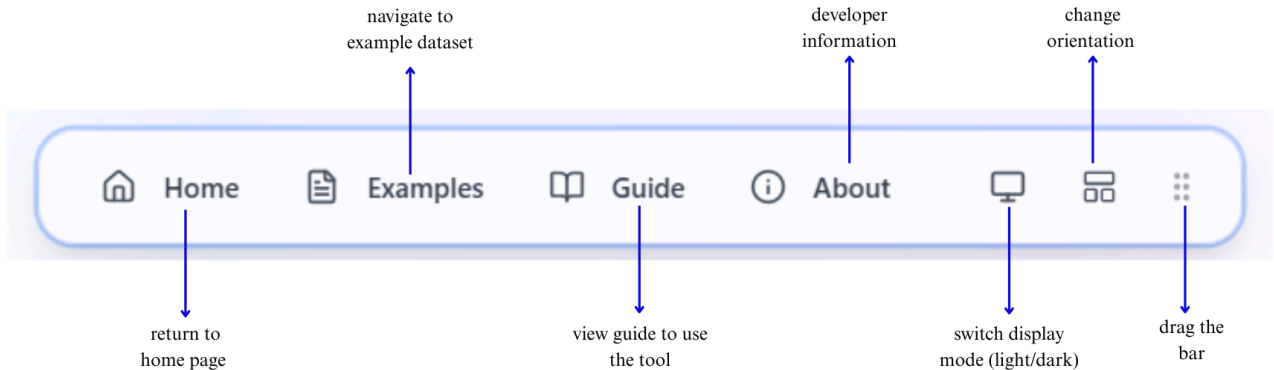 navigate to
example dataset
developer
information
change
orientation
Home
Examples
Guide
About
return to
home page
view guide to use
the tool
switch display
mode (light/dark)
drag the
bar